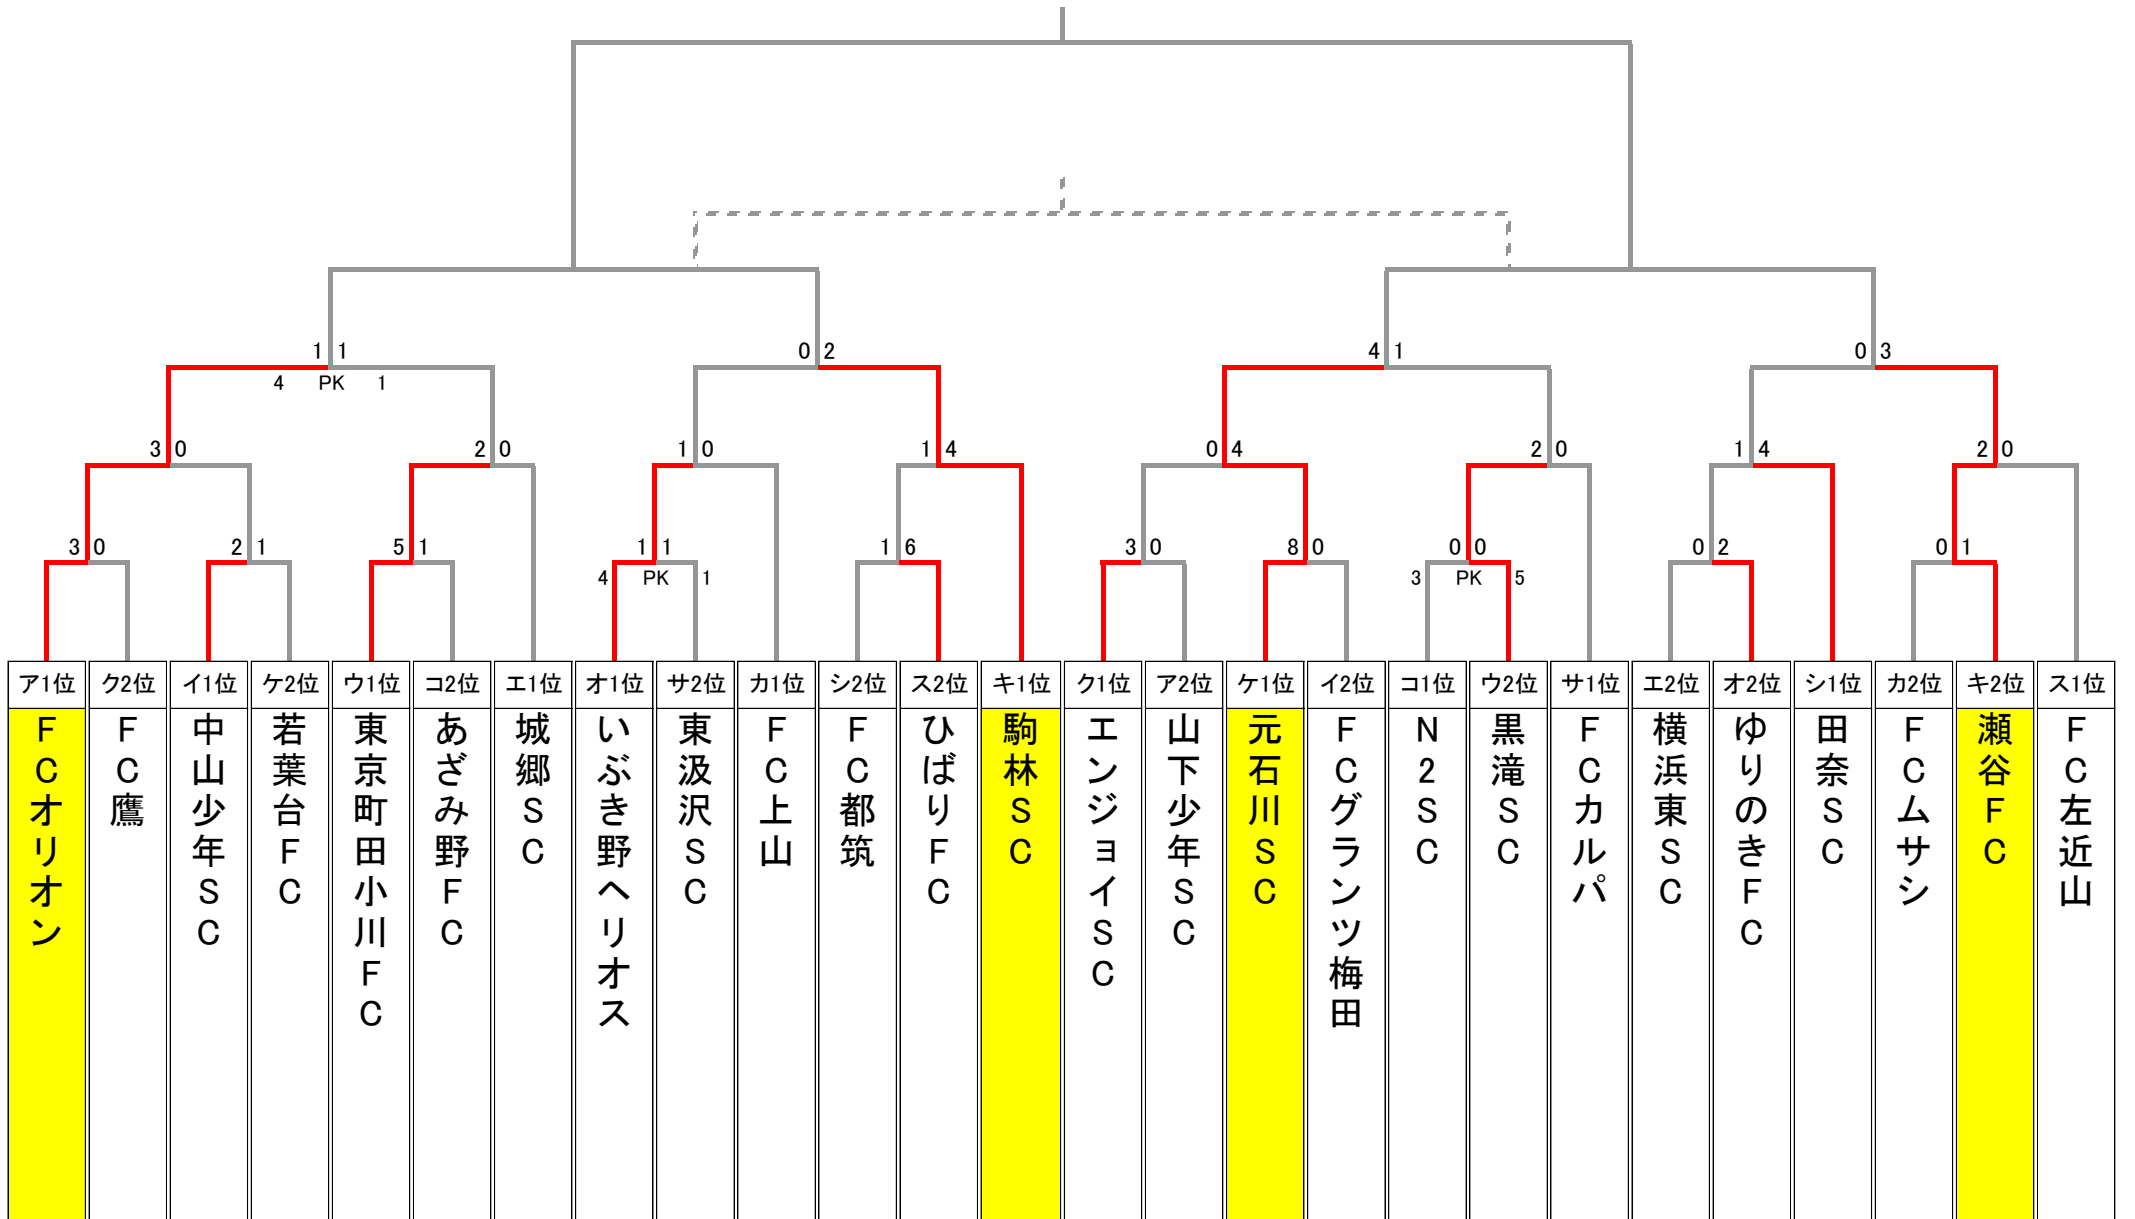 1 1
0 2
4 1
0 3
4 PK 1
3 0
2 0
1 0
1 4
0 4
2 0
1 4
2 0
3 0
2 1
5 1
1 1
1 6
3 0
8 0
0 0
0 2
0 1
4 PK 1
3 PK 5
ア1位
ク2位
イ1位
ケ2位
ウ1位
コ2位
エ1位
オ1位
サ2位
カ1位
シ2位
ス2位
キ1位
ク1位
ア2位
ケ1位
イ2位
コ1位
ウ2位
サ1位
エ2位
オ2位
シ1位
カ2位
キ2位
ス1位
FCオリオン
FC鷹
中山少年SC
若葉台FC
東京町田小川FC
あざみ野FC
城郷SC
いぶき野ヘリオス
東汲沢SC
FC上山
FC都筑
ひばりFC
駒林SC
エンジョイSC
山下少年SC
元石川SC
FCグランツ梅田
N2SC
黒滝SC
FCカルパ
横浜東SC
ゆりのきFC
田奈SC
FCムサシ
瀬谷FC
FC左近山